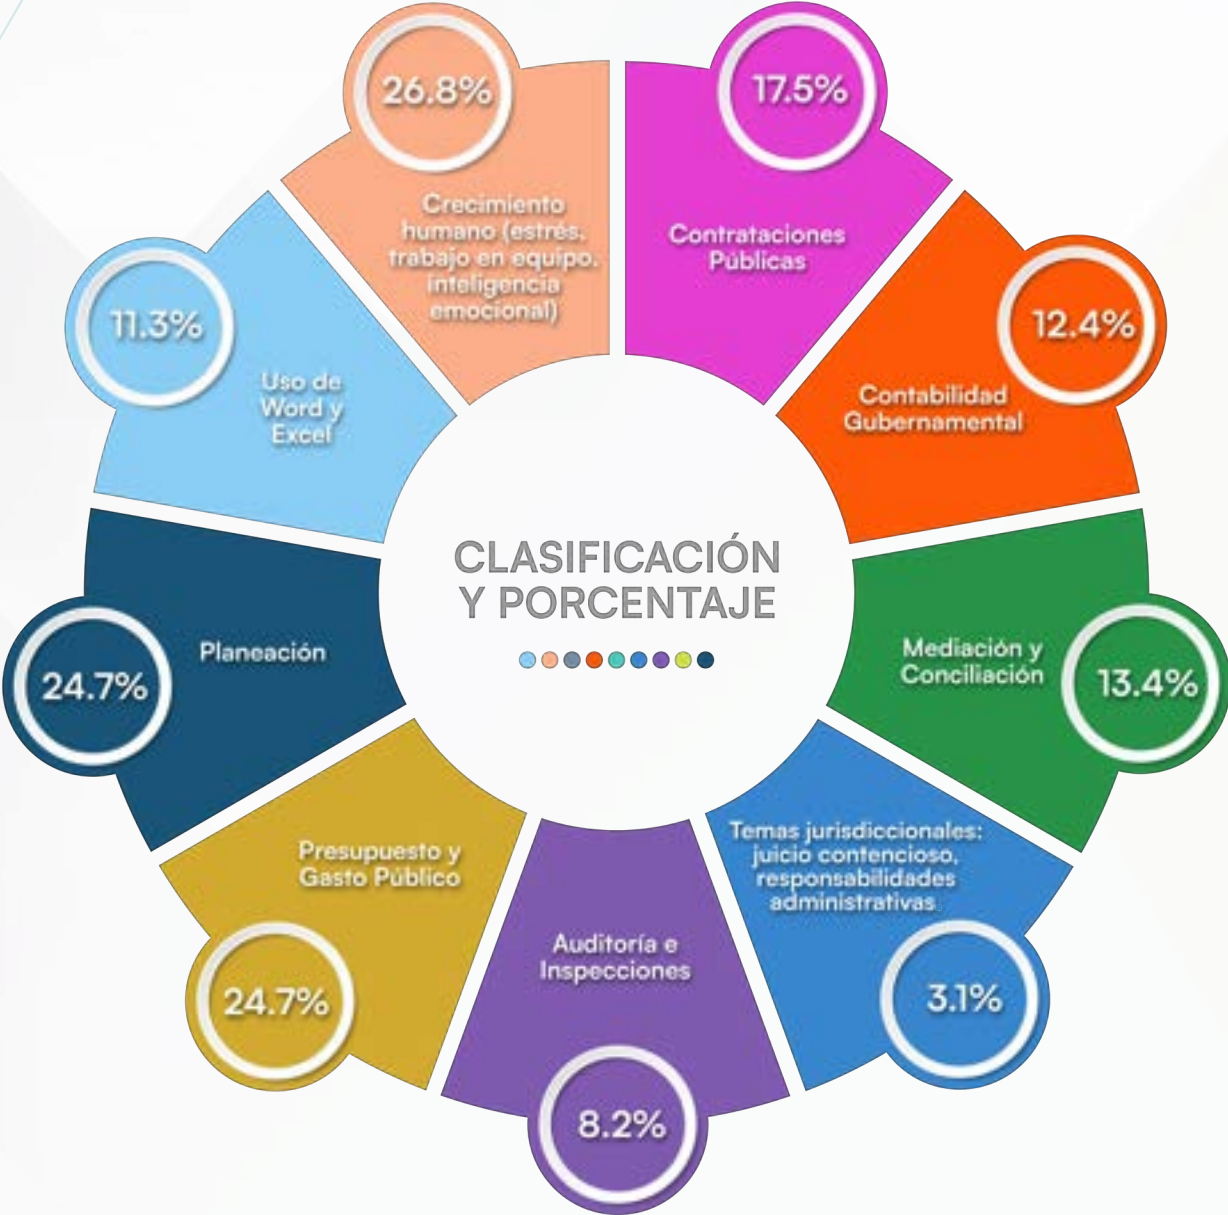 26.8%
Crecimiento
humano (estrés,
trabajo en equipo,
inteligencia
emocional)
17.5%
Contrataciones
Públicas
12.4%
Contabilidad
Gubernamental
13.4%
Mediación y
Conciliación
Temas jurisdiccionales:
juicio contencioso,
responsabilidades
administrativas
3.1%
Auditoría e
Inspecciones
8.2%
Presupuesto y
Gasto Público
24.7%
Planeación
24.7%
11.3%
Uso de
Word y
Excel
CLASIFICACIÓN
Y PORCENTAJE